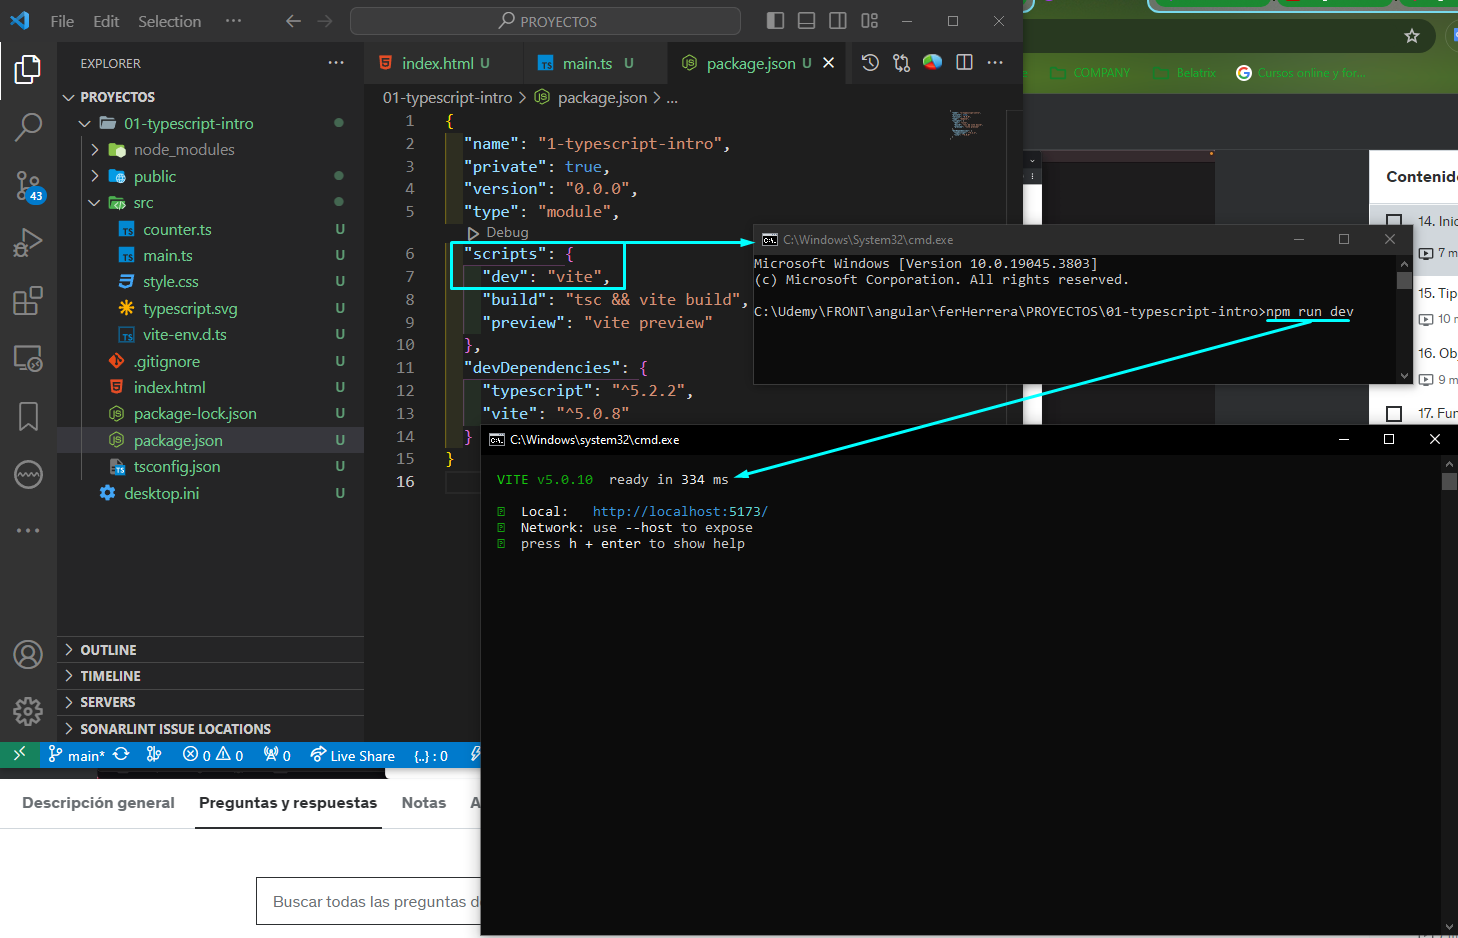 File Edit Selection ··· PROYECTOS
EXPLORER ···
PROYECTOS
01-typescript-intro
node_modules
public
src
counter.ts U
main.ts U
style.css U
typescript.svg U
vite-env.d.ts U
.gitignore U
index.html U
package-lock.json U
package.json U
tsconfig.json U
desktop.ini U
43
OUTLINE
TIMELINE
SERVERS
SONARLINT ISSUE LOCATIONS
index.html U main.ts U package.json U
01-typescript-intro > package.json > ...
1 {
2 "name": "1-typescript-intro",
3 "private": true,
4 "version": "0.0.0",
5 "type": "module",
Debug
6 "scripts": {
7 "dev": "vite",
8 "build": "tsc && vite build",
9 "preview": "vite preview"
10 },
11 "devDependencies": {
12 "typescript": "^5.2.2",
13 "vite": "^5.0.8"
14 }
15 }
16
main* 0 0 0 Live Share {..} : 0
COMPANY Belatrix Cursos online y for...
C:\Windows\System32\cmd.exe
Microsoft Windows [Version 10.0.19045.3803]
(c) Microsoft Corporation. All rights reserved.
C:\Udemy\FRONT\angular\ferHerrera\PROYECTOS\01-typescript-intro>npm run dev
C:\Windows\system32\cmd.exe
VITE v5.0.10 ready in 334 ms
Local: http://localhost:5173/
Network: use --host to expose
press h + enter to show help
Contenid
14. Inic
7 m
15. Tip
10 m
16. Obj
9 m
17. Fun
Descripción general Preguntas y respuestas Notas A
Buscar todas las preguntas d